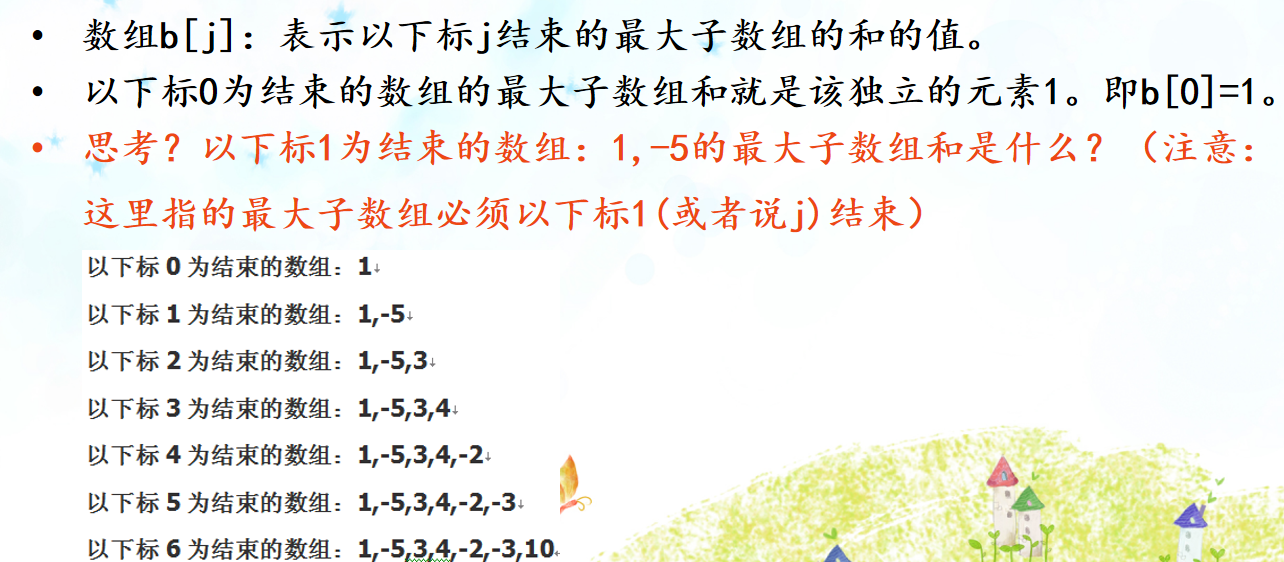 • 数组b[j]：表示以下标j结束的最大子数组的和的值。
• 以下标0为结束的数组的最大子数组和就是该独立的元素1。即b[0]=1。
• 思考？以下标1为结束的数组：1,-5的最大子数组和是什么？（注意：
这里指的最大子数组必须以下标1(或者说j)结束）
以下标 0 为结束的数组：1↓
以下标 1 为结束的数组：1,-5↓
以下标 2 为结束的数组：1,-5,3↓
以下标 3 为结束的数组：1,-5,3,4↓
以下标 4 为结束的数组：1,-5,3,4,-2↓
以下标 5 为结束的数组：1,-5,3,4,-2,-3↓
以下标 6 为结束的数组：1,-5,3,4,-2,-3,10